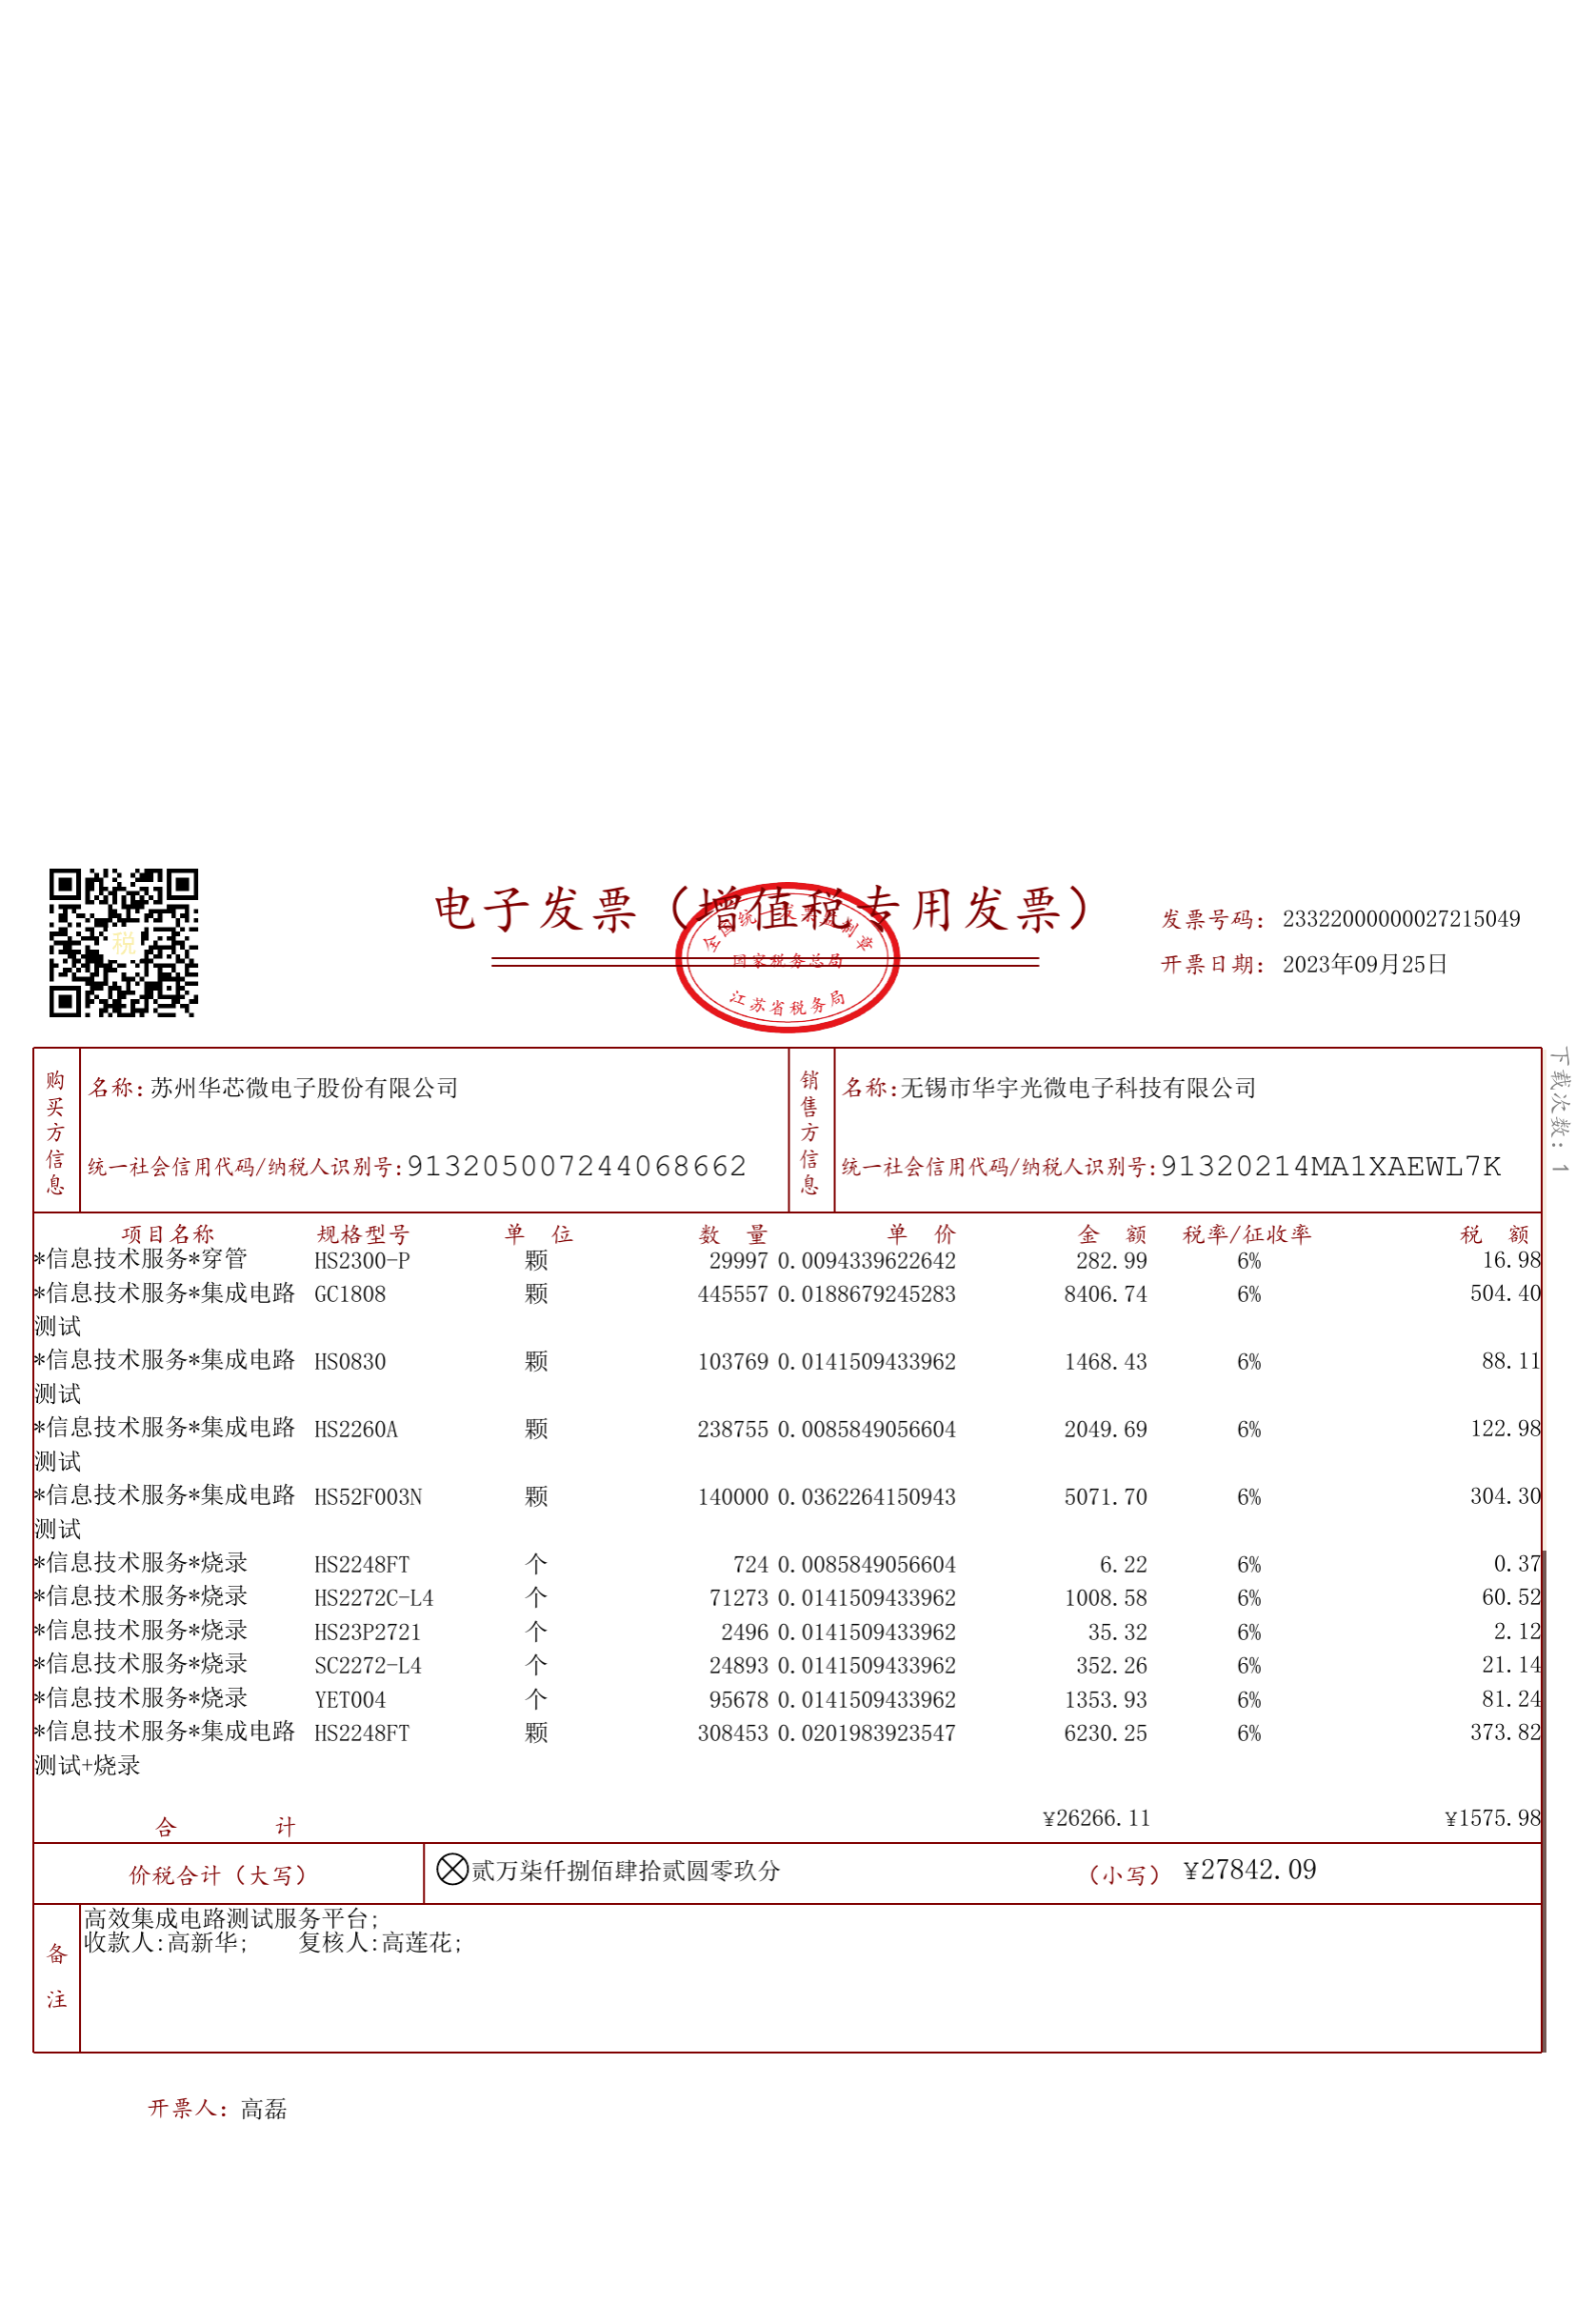 税
电子发票（增值税专用发票）
全国统一发票监制章
国家税务总局
江苏省税务局
发票号码：23322000000027215049
开票日期：2023年09月25日
下载次数：1
购买方信息
名称：苏州华芯微电子股份有限公司
统一社会信用代码/纳税人识别号：913205007244068662
销售方信息
名称：无锡市华宇光微电子科技有限公司
统一社会信用代码/纳税人识别号：91320214MA1XAEWL7K
项目名称 规格型号 单 位 数 量 单 价 金 额 税率/征收率 税 额
*信息技术服务*穿管 HS2300-P 颗 29997 0.0094339622642 282.99 6% 16.98
*信息技术服务*集成电路 GC1808 颗 445557 0.0188679245283 8406.74 6% 504.40
测试
*信息技术服务*集成电路 HS0830 颗 103769 0.0141509433962 1468.43 6% 88.11
测试
*信息技术服务*集成电路 HS2260A 颗 238755 0.0085849056604 2049.69 6% 122.98
测试
*信息技术服务*集成电路 HS52F003N 颗 140000 0.0362264150943 5071.70 6% 304.30
测试
*信息技术服务*烧录 HS2248FT 个 724 0.0085849056604 6.22 6% 0.37
*信息技术服务*烧录 HS2272C-L4 个 71273 0.0141509433962 1008.58 6% 60.52
*信息技术服务*烧录 HS23P2721 个 2496 0.0141509433962 35.32 6% 2.12
*信息技术服务*烧录 SC2272-L4 个 24893 0.0141509433962 352.26 6% 21.14
*信息技术服务*烧录 YET004 个 95678 0.0141509433962 1353.93 6% 81.24
*信息技术服务*集成电路 HS2248FT 颗 308453 0.0201983923547 6230.25 6% 373.82
测试+烧录
合 计 ¥26266.11 ¥1575.98
价税合计（大写） 贰万柒仟捌佰肆拾贰圆零玖分 （小写） ¥27842.09
备注
高效集成电路测试服务平台;
收款人:高新华; 复核人:高莲花;
开票人：高磊